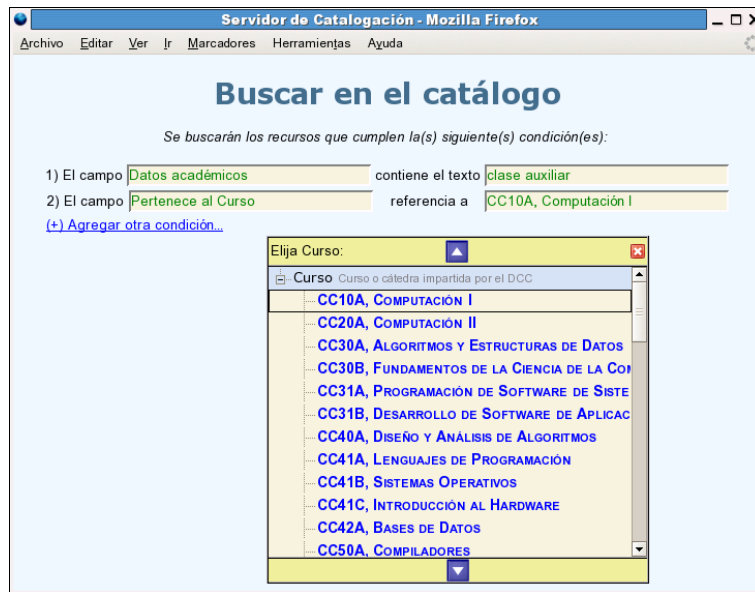 Servidor de Catalogación - Mozilla Firefox
Archivo Editar Ver Ir Marcadores Herramientas Ayuda
Buscar en el catálogo
Se buscarán los recursos que cumplen la(s) siguiente(s) condición(es):
1) El campo Datos académicos contiene el texto clase auxiliar
2) El campo Pertenece al Curso referencia a CC10A, Computación I
(+) Agregar otra condición...
Elija Curso:
Curso Curso o cátedra impartida por el DCC
CC10A, Computación I
CC20A, Computación II
CC30A, Algoritmos y Estructuras de Datos
CC30B, Fundamentos de la Ciencia de la Com
CC31A, Programación de Software de Siste
CC31B, Desarrollo de Software de Aplicac
CC40A, Diseño y Análisis de Algoritmos
CC41A, Lenguajes de Programación
CC41B, Sistemas Operativos
CC41C, Introducción al Hardware
CC42A, Bases de Datos
CC50A, Compiladores